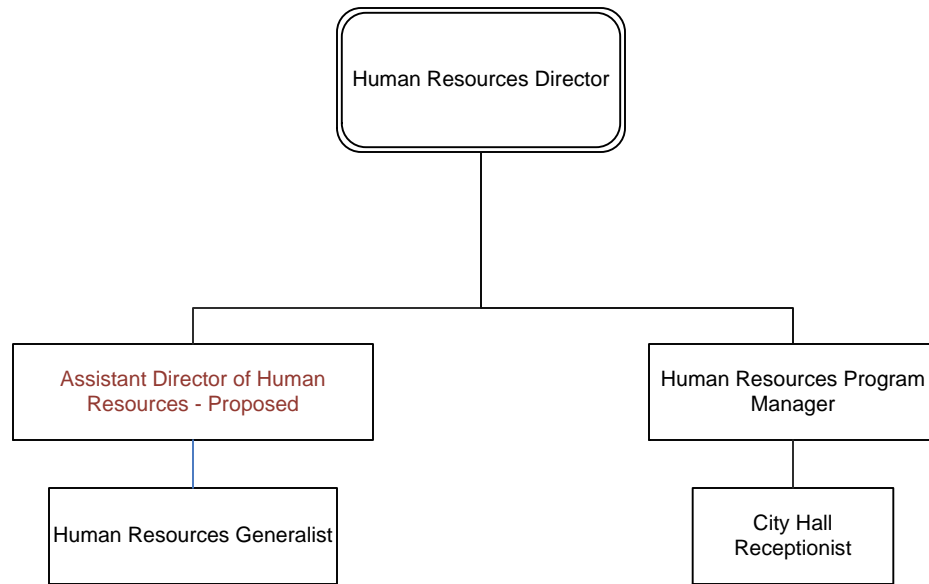 Human Resources Director
Assistant Director of Human
Resources - Proposed
Human Resources Program
Manager
Human Resources Generalist
City Hall
Receptionist